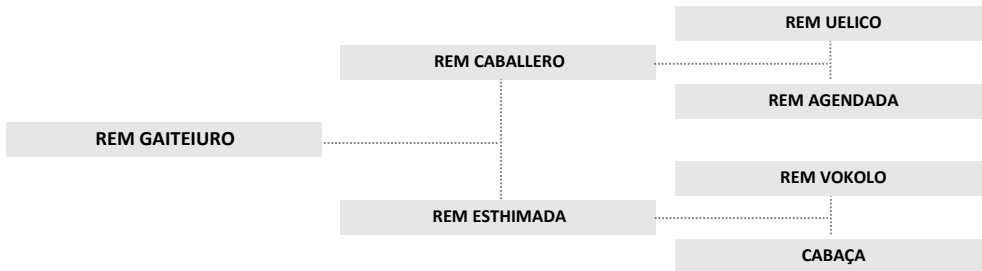 REM UELICO
REM CABALLERO
REM AGENDADA
REM GAITEIURO
REM VOKOLO
REM ESTHIMADA
CABAÇA